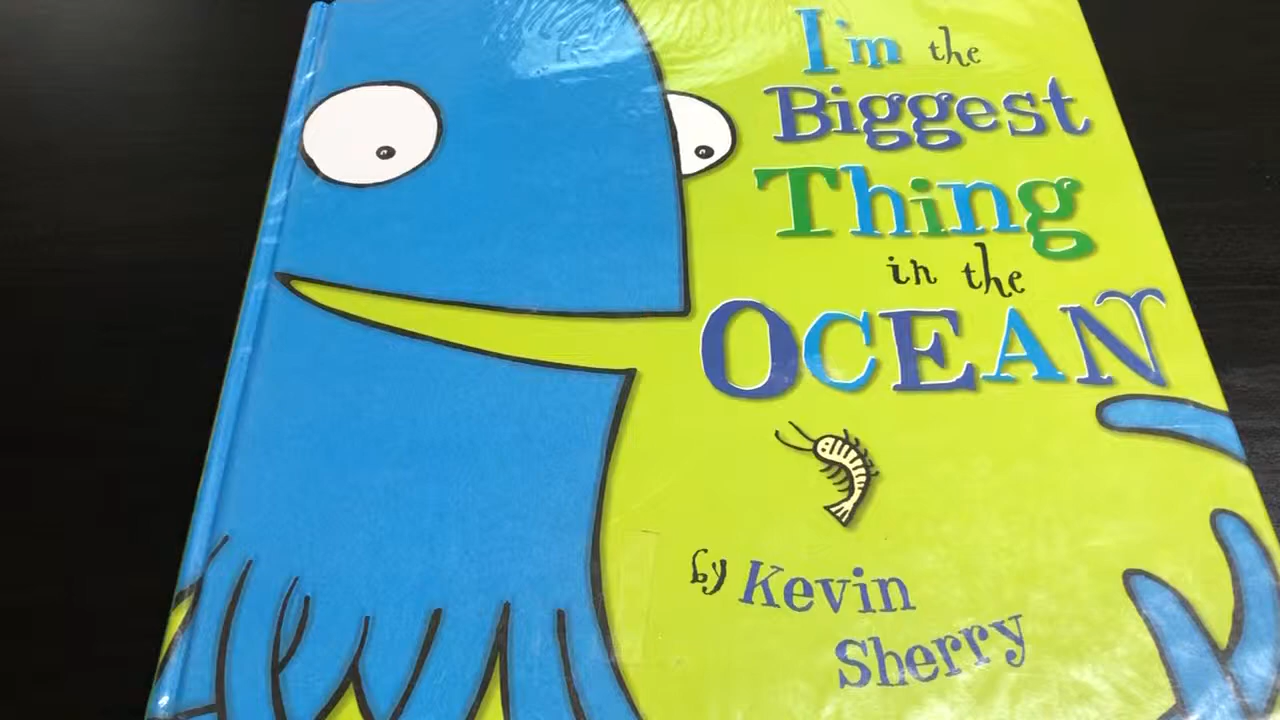 I'm the
Biggest
Thing
in the
OCEAN
by Kevin
Sherry